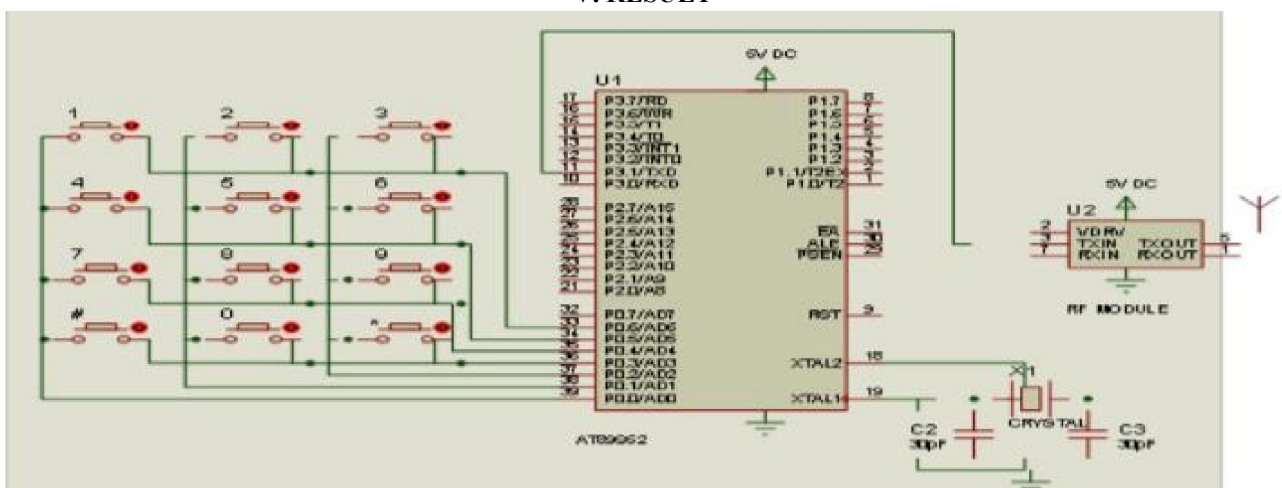 V. RESULT
5V DC
U1
1
2
3
4
5
6
7
8
9
#
0
*
17 P3.7/RD
16 P3.6/WR
15 P3.5/T1
14 P3.4/T0
13 P3.3/INT1
12 P3.2/INT0
11 P3.1/TXD
10 P3.0/RXD
28 P2.7/A15
27 P2.6/A14
26 P2.5/A13
25 P2.4/A12
24 P2.3/A11
23 P2.2/A10
22 P2.1/A9
21 P2.0/A8
32 P0.7/AD7
33 P0.6/AD6
34 P0.5/AD5
35 P0.4/AD4
36 P0.3/AD3
37 P0.2/AD2
38 P0.1/AD1
39 P0.0/AD0
P1.7 8
P1.6 7
P1.5 6
P1.4 5
P1.3 4
P1.2 3
P1.1/T2EX 2
P1.0/T2 1
EA 31
ALE
PSEN
RST 9
XTAL2 18
XTAL1 19
5V DC
U2
VDRV
TXIN TXOUT
RXIN RXOUT
RF MODULE
X1
CRYSTAL
C2
30pF
C3
30pF